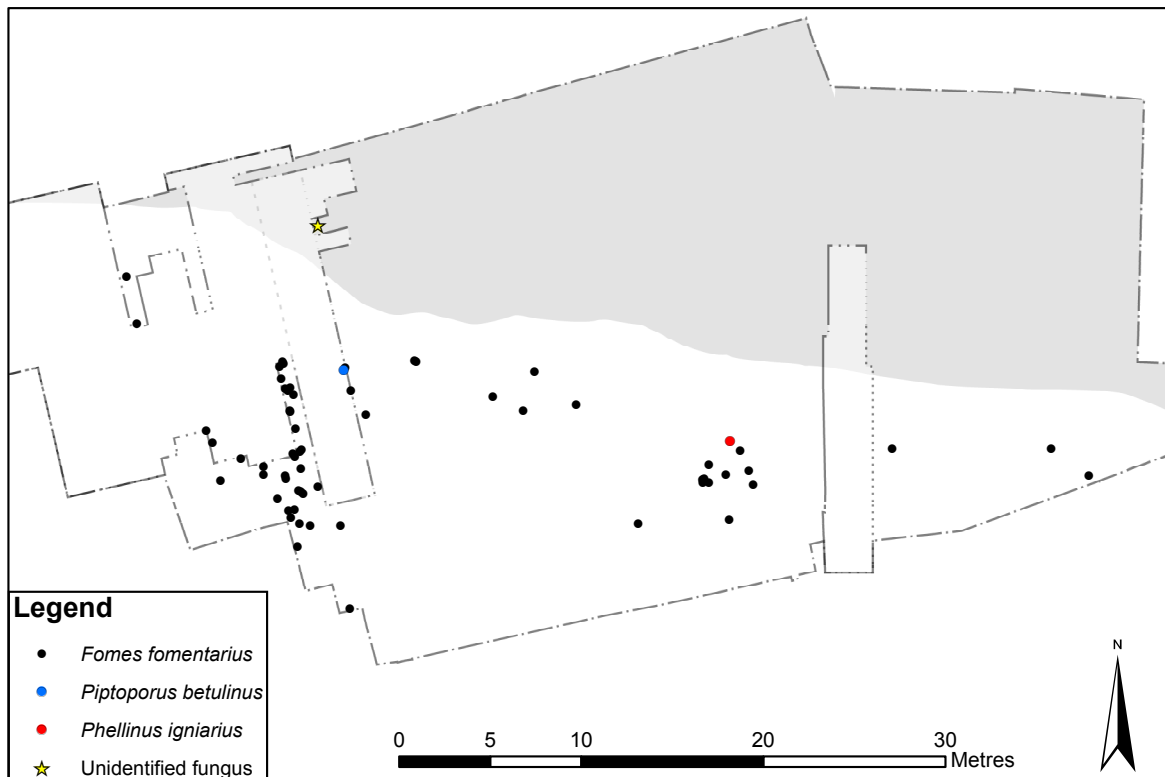 N
Legend
Fomes fomentarius
Piptoporus betulinus
Phellinus igniarius
Unidentified fungus
0 5 10 20 30
Metres